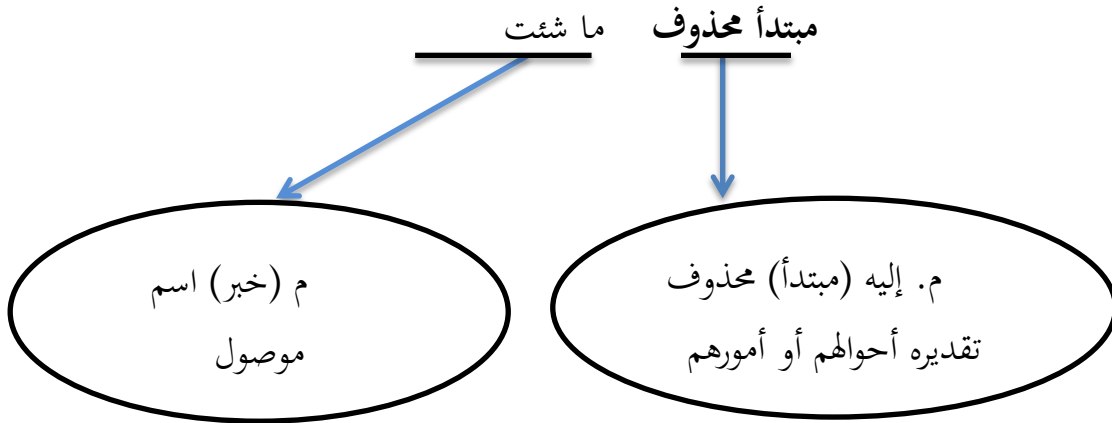 مبتدأ محذوف ما شئت
م. إليه (مبتدأ) محذوف
تقديره أحوالهم أو أمورهم
م (خبر) اسم
موصول